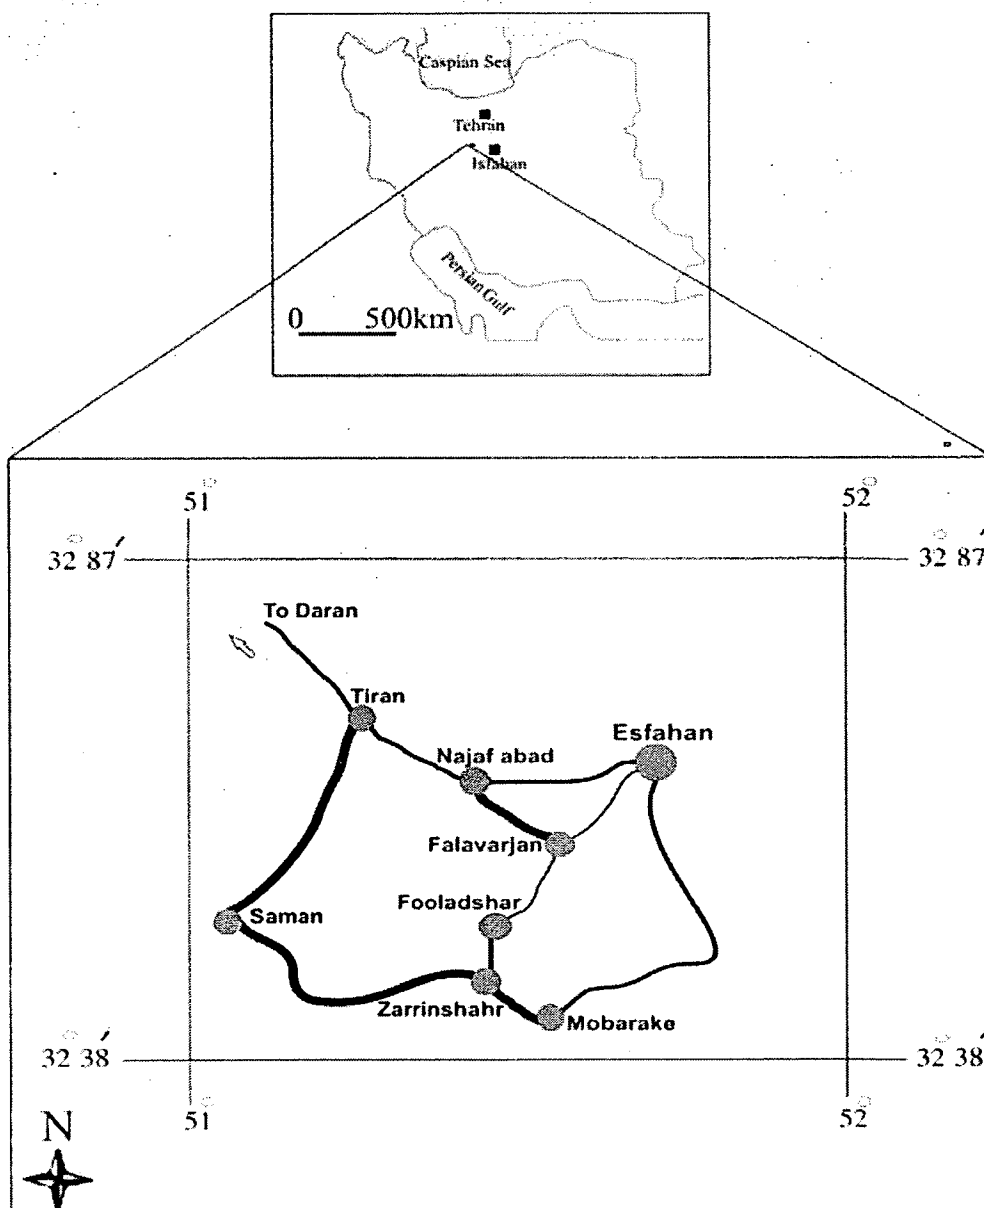 Caspian Sea
Tehran
Isfahan
Persian Gulf
0 500km
51° 52°
32° 87′ 32° 87′
To Daran
Tiran
Esfahan
Najaf abad
Falavarjan
Fooladshar
Saman
Zarrinshahr
Mobarake
32° 38′ 32° 38′
51° 52°
N